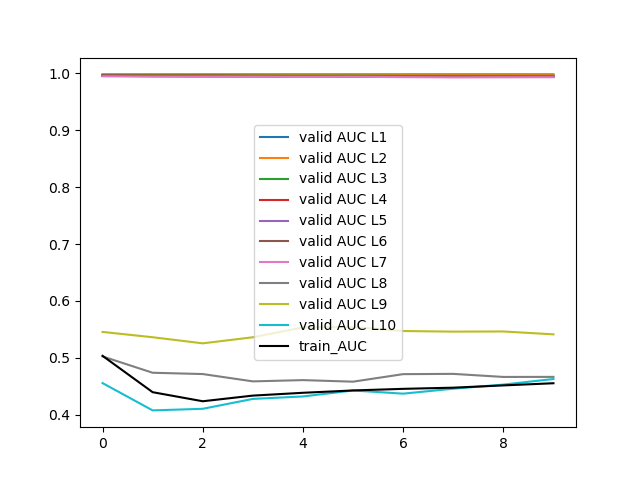 1.0
0.9
0.8
0.7
0.6
0.5
0.4
0 2 4 6 8
valid AUC L1
valid AUC L2
valid AUC L3
valid AUC L4
valid AUC L5
valid AUC L6
valid AUC L7
valid AUC L8
valid AUC L9
valid AUC L10
train_AUC